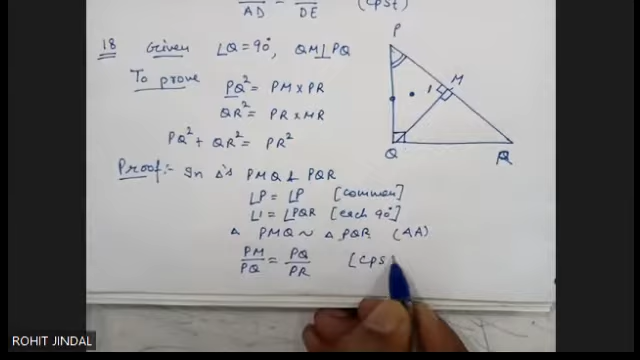 AD DE (cpst)
18 Given ∠Q = 90°, QM⊥PQ
To prove PQ² = PM × PR
QR² = PR × MR
PQ² + QR² = PR²
Proof:- In Δ's PMQ & PQR
∠P = ∠P [common]
∠1 = ∠PQR [each 90°]
Δ PMQ ~ Δ PQR (AA)
PM/PQ = PQ/PR [cps
P
M
1
Q
R
ROHIT JINDAL